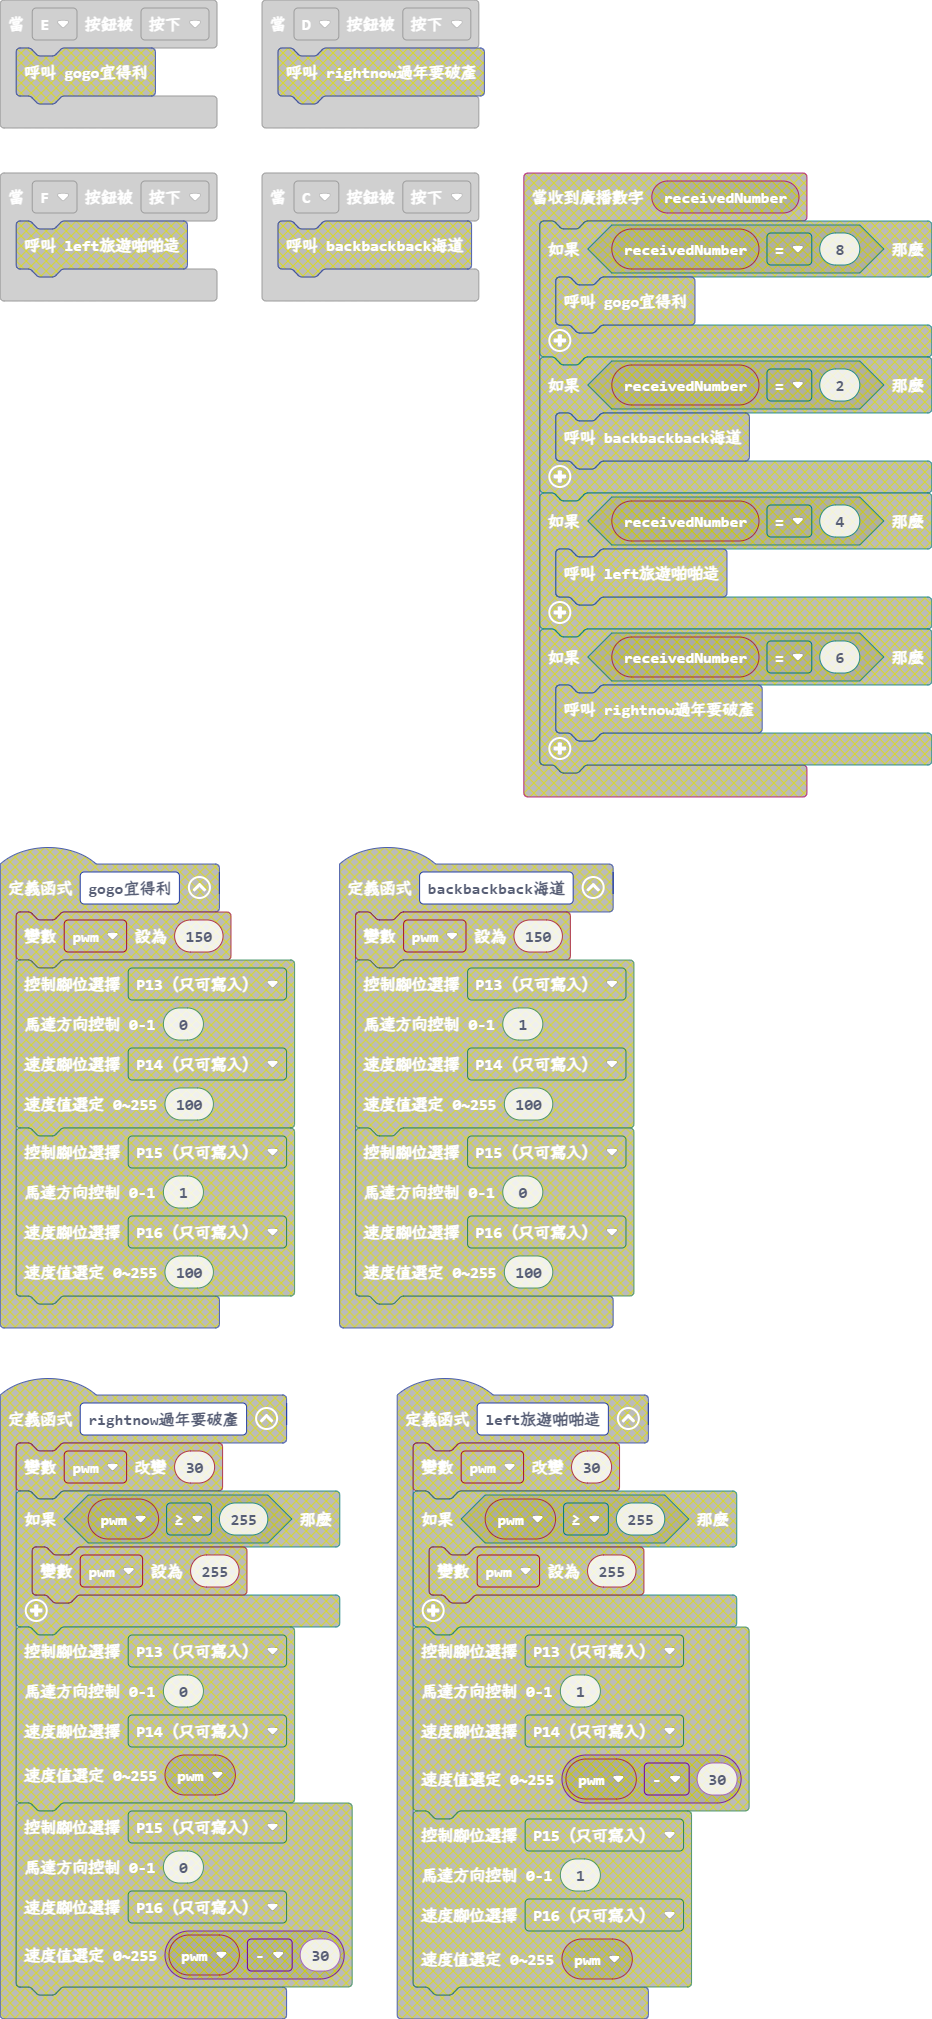 當 E 按鈕被 按下
呼叫 gogo宜得利
當 D 按鈕被 按下
呼叫 rightnow過年要破產
當 F 按鈕被 按下
呼叫 left旅遊啪啪造
當 C 按鈕被 按下
呼叫 backbackback海道
當收到廣播數字 receivedNumber
如果 receivedNumber = 8 那麼
呼叫 gogo宜得利
如果 receivedNumber = 2 那麼
呼叫 backbackback海道
如果 receivedNumber = 4 那麼
呼叫 left旅遊啪啪造
如果 receivedNumber = 6 那麼
呼叫 rightnow過年要破產
定義函式 gogo宜得利
變數 pwm 設為 150
控制腳位選擇 P13 (只可寫入)
馬達方向控制 0-1 0
速度腳位選擇 P14 (只可寫入)
速度值選定 0~255 100
控制腳位選擇 P15 (只可寫入)
馬達方向控制 0-1 1
速度腳位選擇 P16 (只可寫入)
速度值選定 0~255 100
定義函式 backbackback海道
變數 pwm 設為 150
控制腳位選擇 P13 (只可寫入)
馬達方向控制 0-1 1
速度腳位選擇 P14 (只可寫入)
速度值選定 0~255 100
控制腳位選擇 P15 (只可寫入)
馬達方向控制 0-1 0
速度腳位選擇 P16 (只可寫入)
速度值選定 0~255 100
定義函式 rightnow過年要破產
變數 pwm 改變 30
如果 pwm ≥ 255 那麼
變數 pwm 設為 255
控制腳位選擇 P13 (只可寫入)
馬達方向控制 0-1 0
速度腳位選擇 P14 (只可寫入)
速度值選定 0~255 pwm
控制腳位選擇 P15 (只可寫入)
馬達方向控制 0-1 0
速度腳位選擇 P16 (只可寫入)
速度值選定 0~255 pwm - 30
定義函式 left旅遊啪啪造
變數 pwm 改變 30
如果 pwm ≥ 255 那麼
變數 pwm 設為 255
控制腳位選擇 P13 (只可寫入)
馬達方向控制 0-1 1
速度腳位選擇 P14 (只可寫入)
速度值選定 0~255 pwm - 30
控制腳位選擇 P15 (只可寫入)
馬達方向控制 0-1 1
速度腳位選擇 P16 (只可寫入)
速度值選定 0~255 pwm